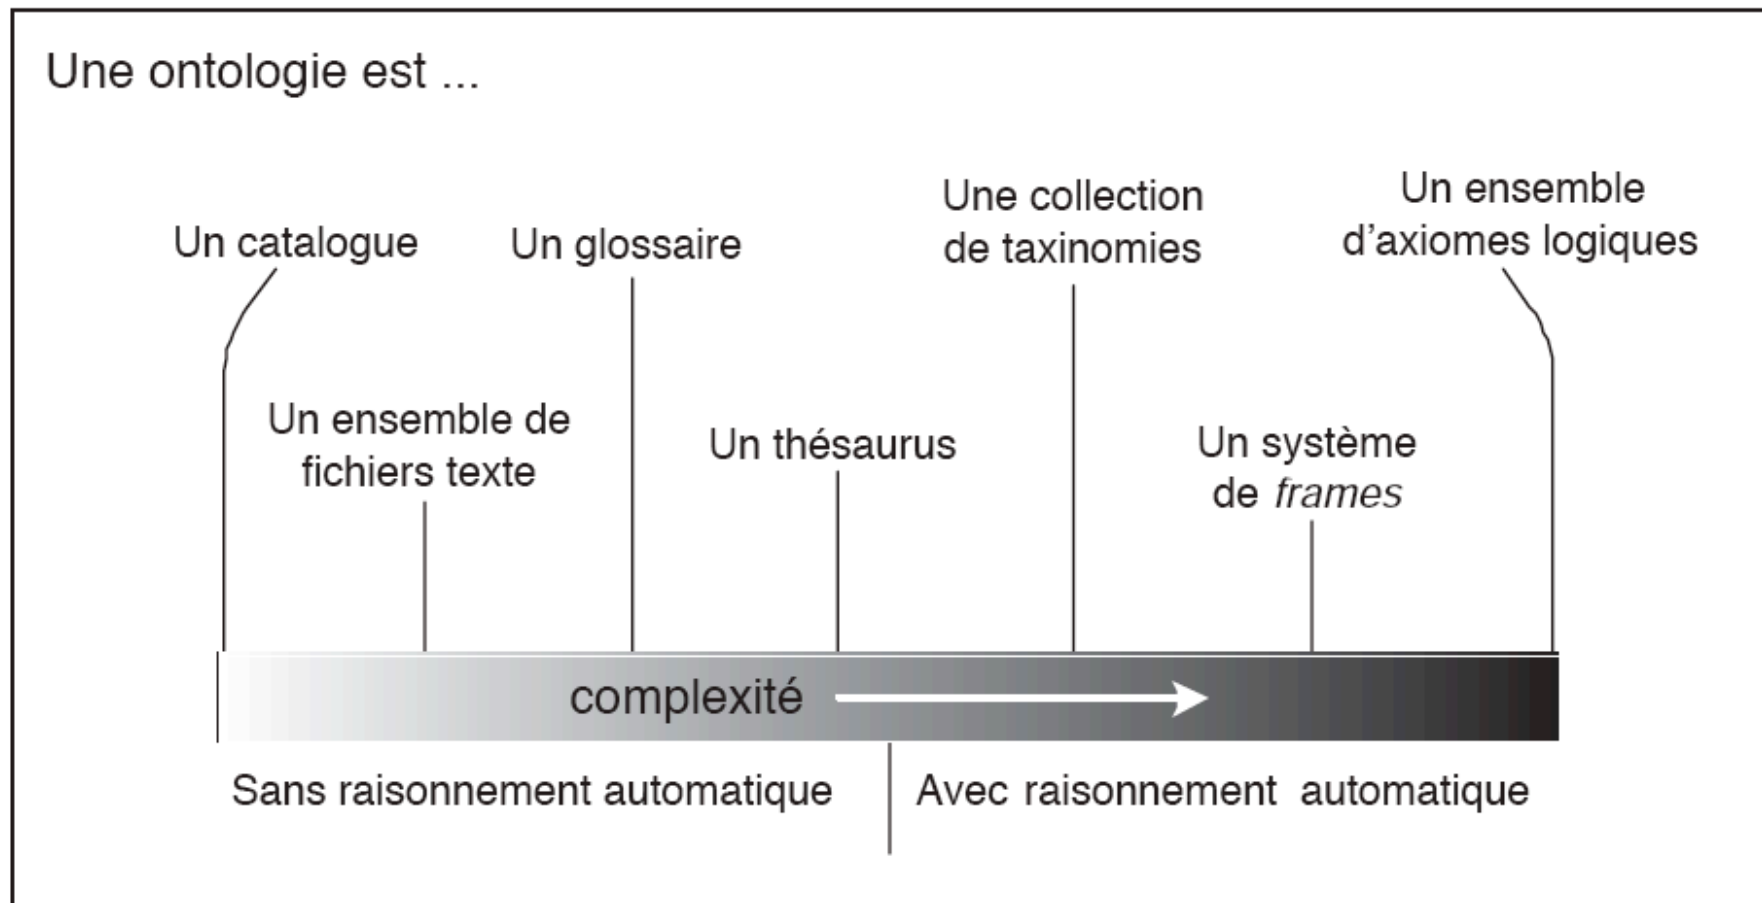 Une ontologie est ...
Un catalogue
Un glossaire
Une collection
de taxinomies
Un ensemble
d'axiomes logiques
Un ensemble de
fichiers texte
Un thésaurus
Un système
de frames
complexité
Sans raisonnement automatique
Avec raisonnement automatique